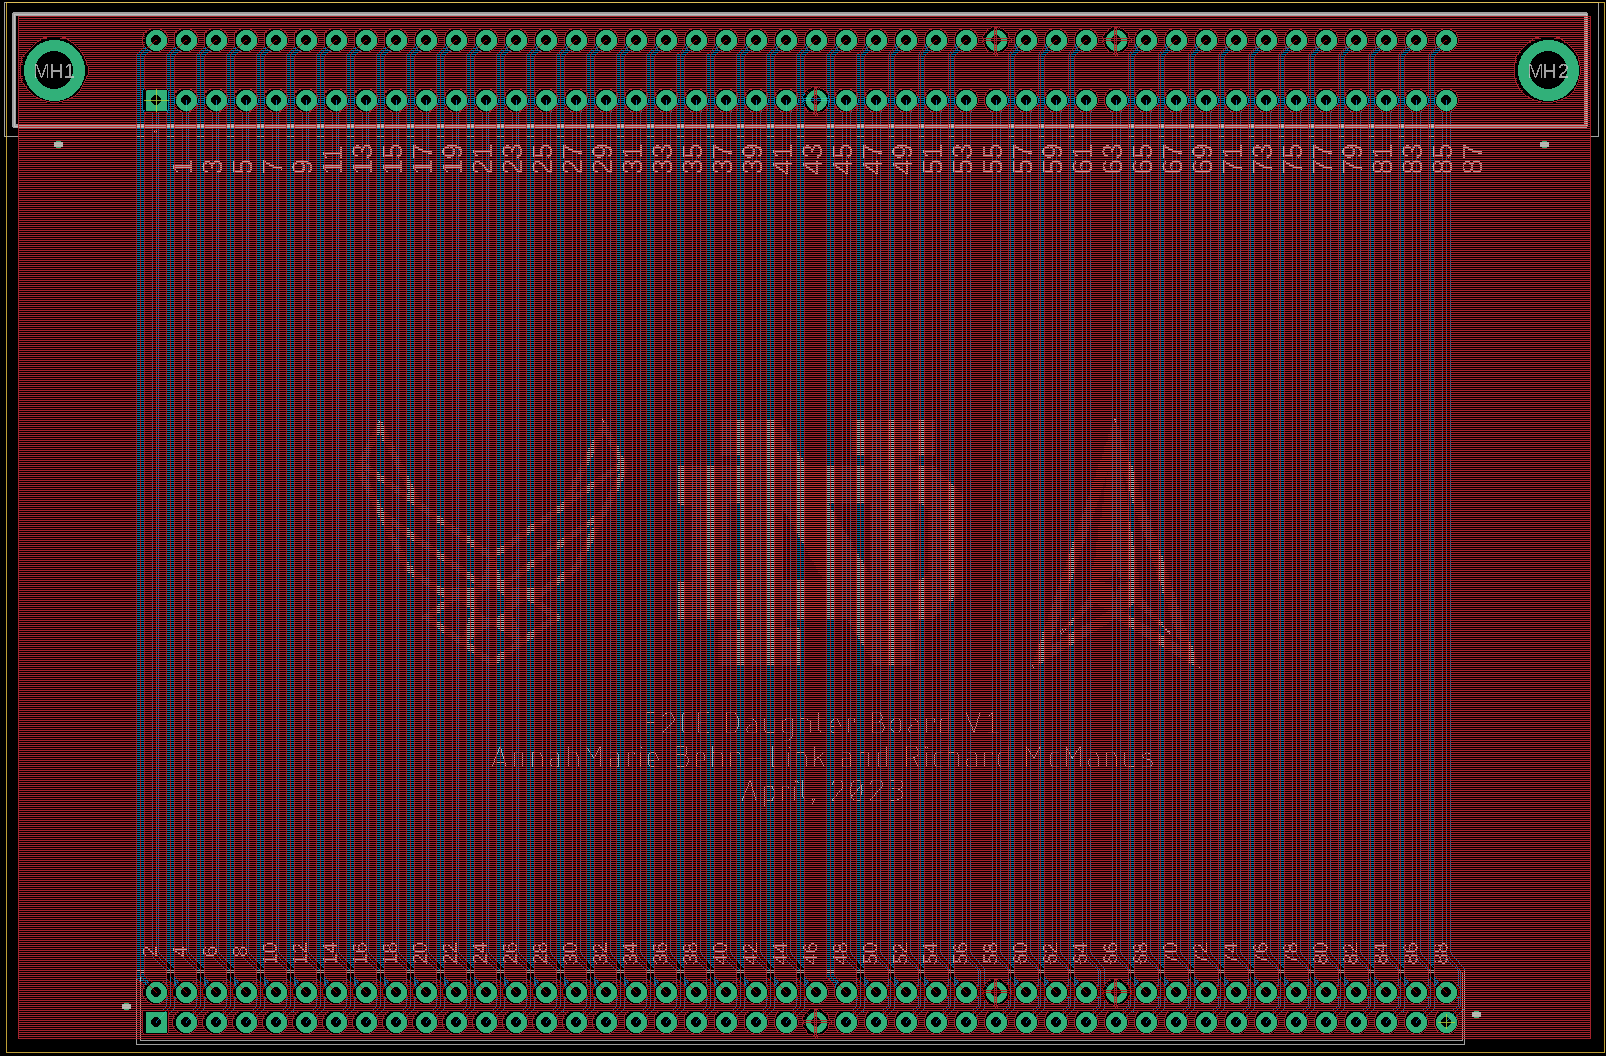 MH1 MH2
1 3 5 7 9 11 13 15 17 19 21 23 25 27 29 31 33 35 37 39 41 43 45 47 49 51 53 55 57 59 61 63 65 67 69 71 73 75 77 79 81 83 85 87
ND
Daughter Board V1
AnnahMarie Behn-Link and Richard McManus
April, 2023
2 4 6 8 10 12 14 16 18 20 22 24 26 28 30 32 34 36 38 40 42 44 46 48 50 52 54 56 58 60 62 64 66 68 70 72 74 76 78 80 82 84 86 88